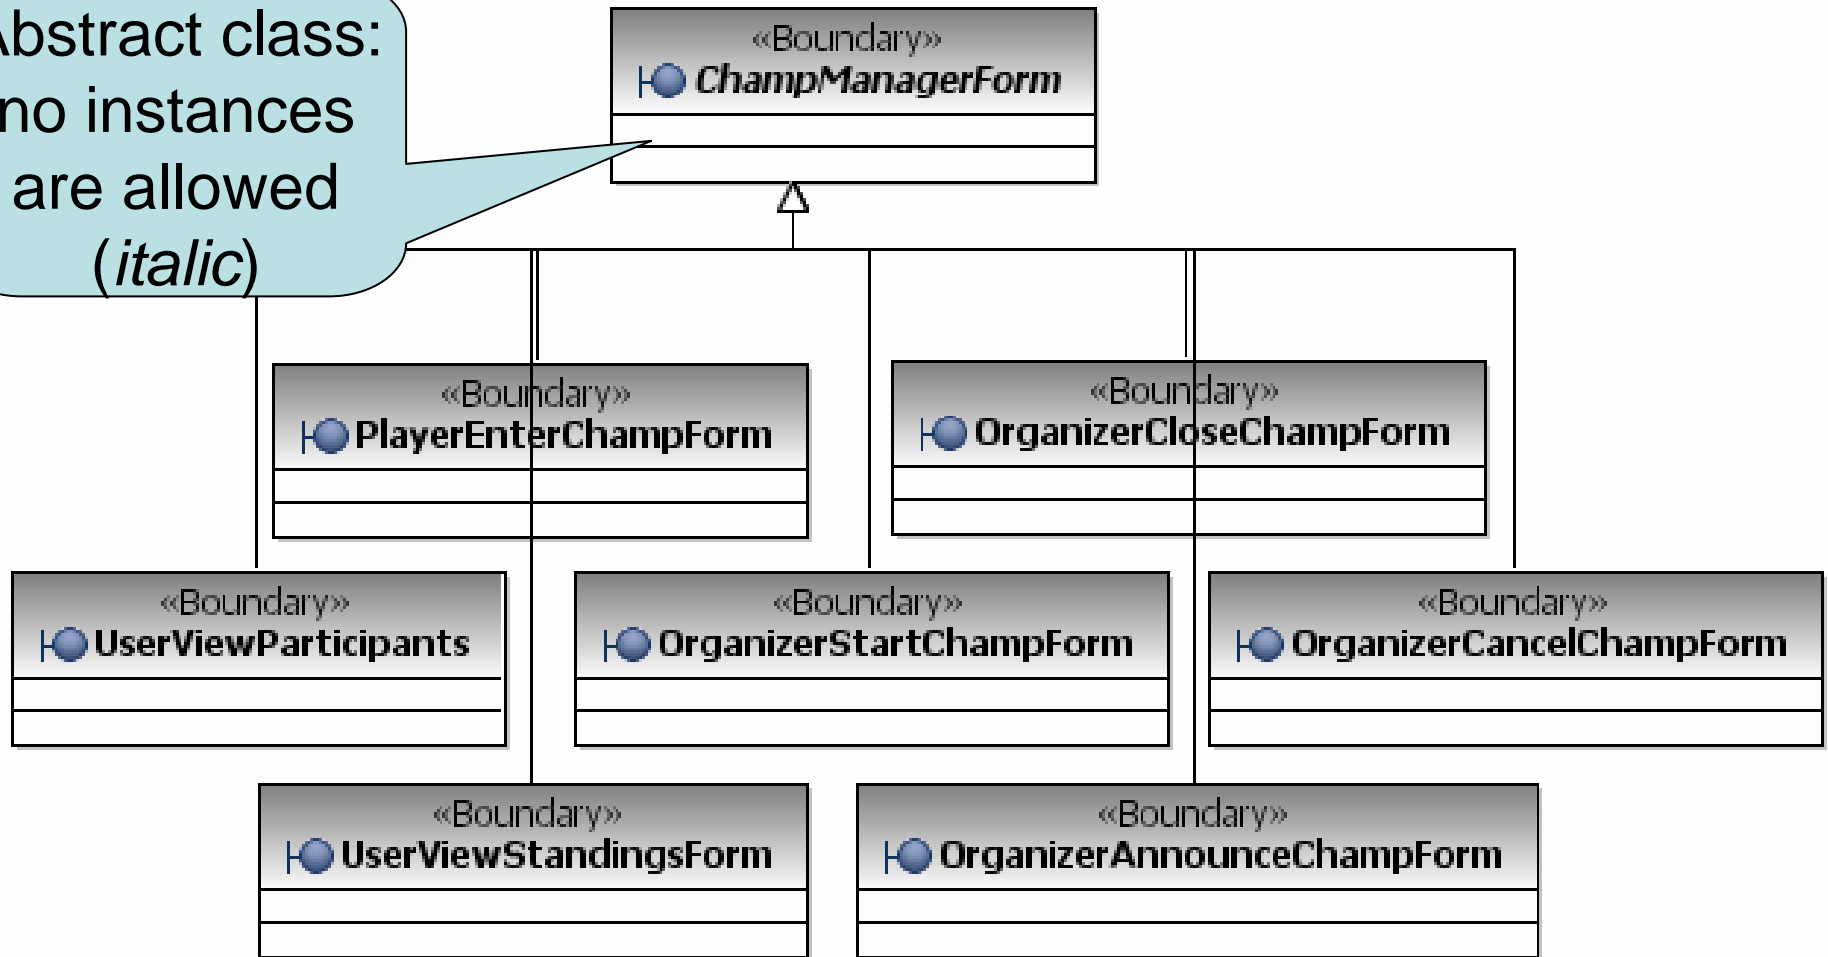 Abstract class:
no instances
are allowed
(italic)
«Boundary»
ChampManagerForm
«Boundary»
PlayerEnterChampForm
«Boundary»
OrganizerCloseChampForm
«Boundary»
UserViewParticipants
«Boundary»
OrganizerStartChampForm
«Boundary»
OrganizerCancelChampForm
«Boundary»
UserViewStandingsForm
«Boundary»
OrganizerAnnounceChampForm